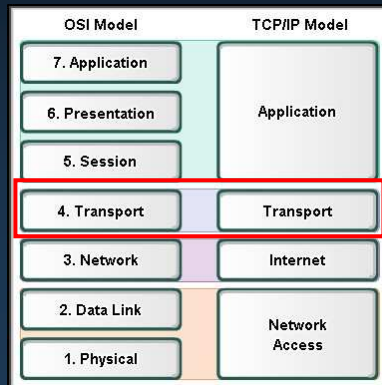 OSI Model
TCP/IP Model
7. Application
6. Presentation
5. Session
Application
4. Transport
Transport
3. Network
Internet
2. Data Link
1. Physical
Network
Access